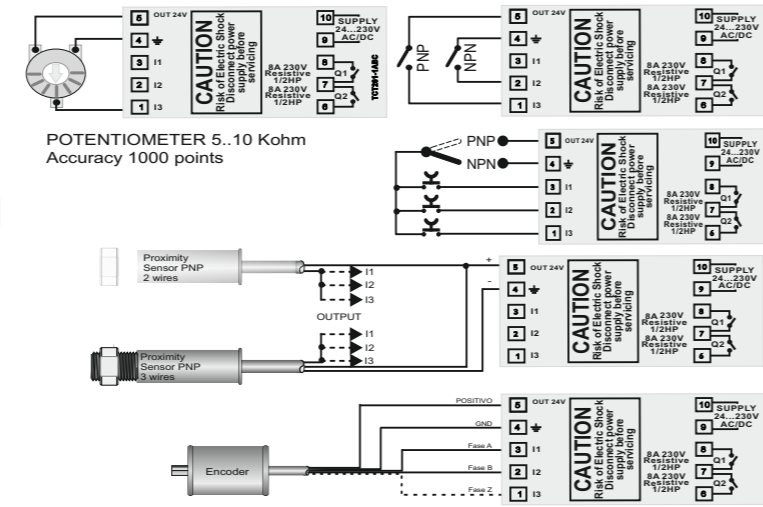 5 OUT 24V
4
3 I1
2 I2
1 I3
CAUTION
Risk of Electric Shock
Disconnect power
supply before
servicing
10 SUPPLY
24...230V
9 AC/DC
8A 230V
Resistive
1/2HP
8A 230V
Resistive
1/2HP
8
Q1
7
Q2
6
TCT201-1ABC
POTENTIOMETER 5..10 Kohm
Accuracy 1000 points
PNP
NPN
5 OUT 24V
4
3 I1
2 I2
1 I3
CAUTION
Risk of Electric Shock
Disconnect power
supply before
servicing
10 SUPPLY
24...230V
9 AC/DC
8A 230V
Resistive
1/2HP
8A 230V
Resistive
1/2HP
8
Q1
7
Q2
6
PNP
NPN
5 OUT 24V
4
3 I1
2 I2
1 I3
CAUTION
Risk of Electric Shock
Disconnect power
supply before
servicing
10 SUPPLY
24...230V
9 AC/DC
8A 230V
Resistive
1/2HP
8A 230V
Resistive
1/2HP
8
Q1
7
Q2
6
Proximity
Sensor PNP
2 wires
I1
I2
I3
OUTPUT
I1
I2
I3
Proximity
Sensor PNP
3 wires
+
-
5 OUT 24V
4
3 I1
2 I2
1 I3
CAUTION
Risk of Electric Shock
Disconnect power
supply before
servicing
10 SUPPLY
24...230V
9 AC/DC
8A 230V
Resistive
1/2HP
8A 230V
Resistive
1/2HP
8
Q1
7
Q2
6
Encoder
POSITIVO
GND
Fase A
Fase B
Fase Z
5 OUT 24V
4
3 I1
2 I2
1 I3
CAUTION
Risk of Electric Shock
Disconnect power
supply before
servicing
10 SUPPLY
24...230V
9 AC/DC
8A 230V
Resistive
1/2HP
8A 230V
Resistive
1/2HP
8
Q1
7
Q2
6